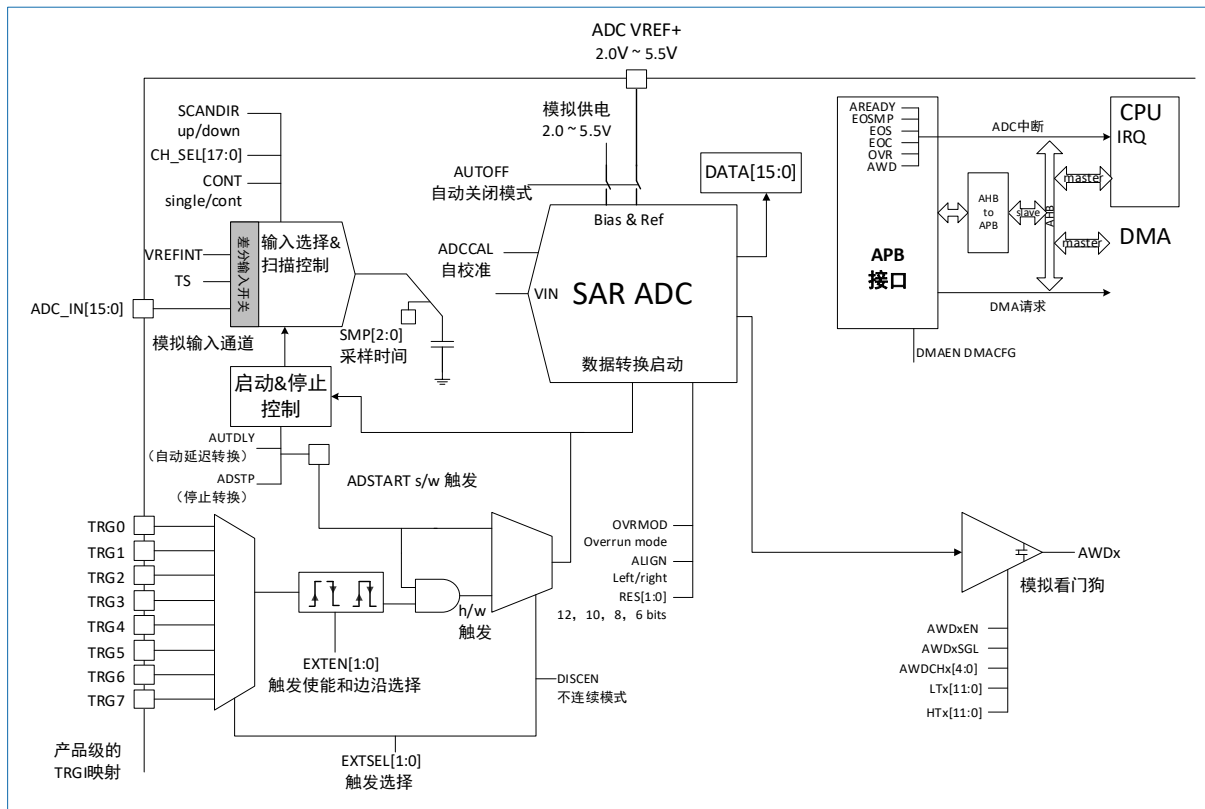 ADC VREF+
2.0V ~ 5.5V
SCANDIR
up/down
CH_SEL[17:0]
CONT
single/cont
模拟供电
2.0 ~ 5.5V
AUTOFF
自动关闭模式
DATA[15:0]
AREADY
EOSMP
EOS
EOC
OVR
AWD
ADC中断
CPU
IRQ
master
AHB
to
APB
slave
AHB
master
DMA
APB
接口
DMA请求
DMAEN DMACFG
VREFINT
TS
ADC_IN[15:0]
差分输入开关
输入选择&
扫描控制
模拟输入通道
SMP[2:0]
采样时间
Bias & Ref
ADCCAL
自校准
VIN
SAR ADC
数据转换启动
启动&停止
控制
AUTDLY
（自动延迟转换）
ADSTP
（停止转换）
ADSTART s/w 触发
TRG0
TRG1
TRG2
TRG3
TRG4
TRG5
TRG6
TRG7
产品级的
TRGI映射
h/w
触发
EXTEN[1:0]
触发使能和边沿选择
DISCEN
不连续模式
EXTSEL[1:0]
触发选择
OVRMOD
Overrun mode
ALIGN
Left/right
RES[1:0]
12，10，8，6 bits
AWDx
模拟看门狗
AWDxEN
AWDxSGL
AWDCHx[4:0]
LTx[11:0]
HTx[11:0]